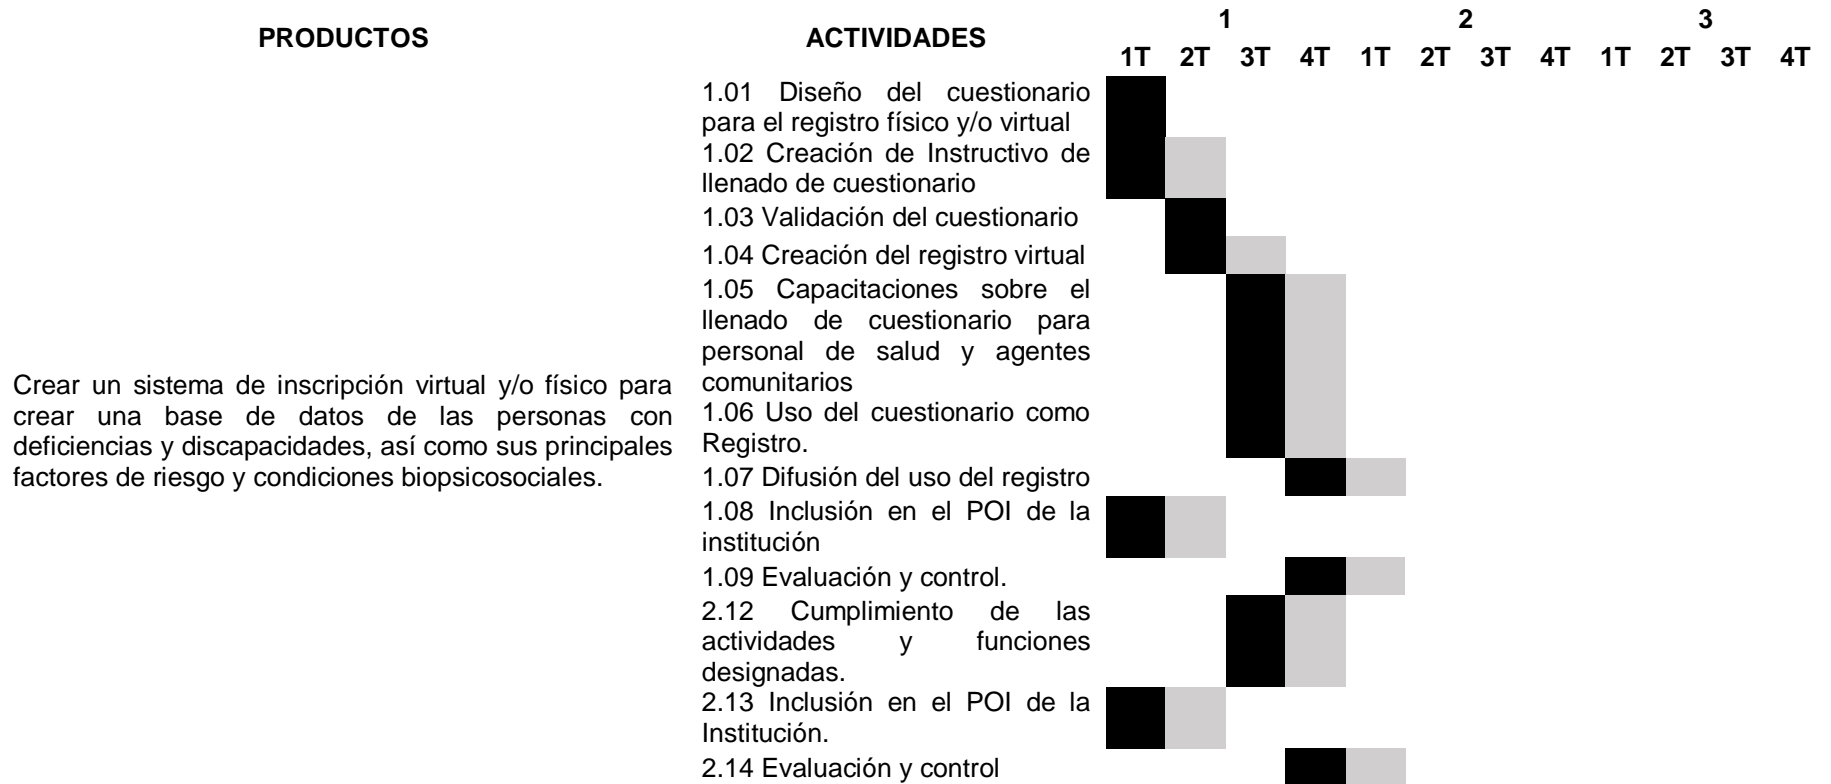 PRODUCTOS
ACTIVIDADES
1 2 3
1T 2T 3T 4T 1T 2T 3T 4T 1T 2T 3T 4T
Crear un sistema de inscripción virtual y/o físico para
crear una base de datos de las personas con
deficiencias y discapacidades, así como sus principales
factores de riesgo y condiciones biopsicosociales.
1.01 Diseño del cuestionario
para el registro físico y/o virtual
1.02 Creación de Instructivo de
llenado de cuestionario
1.03 Validación del cuestionario
1.04 Creación del registro virtual
1.05 Capacitaciones sobre el
llenado de cuestionario para
personal de salud y agentes
comunitarios
1.06 Uso del cuestionario como
Registro.
1.07 Difusión del uso del registro
1.08 Inclusión en el POI de la
institución
1.09 Evaluación y control.
2.12 Cumplimiento de las
actividades y funciones
designadas.
2.13 Inclusión en el POI de la
Institución.
2.14 Evaluación y control